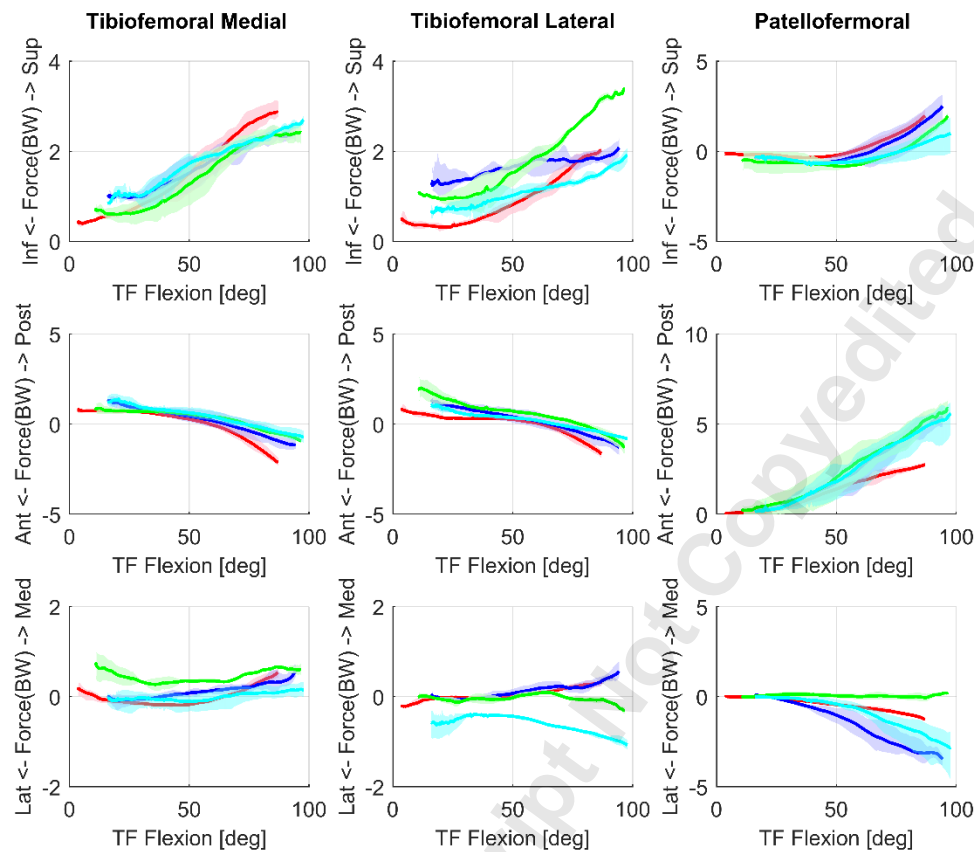 Tibiofemoral Medial
Tibiofemoral Lateral
Patellofermoral
Inf <- Force(BW) -> Sup
4
2
0
0
50
100
TF Flexion [deg]
Inf <- Force(BW) -> Sup
4
2
0
0
50
100
TF Flexion [deg]
Inf <- Force(BW) -> Sup
5
0
-5
0
50
100
TF Flexion [deg]
Ant <- Force(BW) -> Post
5
0
-5
0
50
100
TF Flexion [deg]
Ant <- Force(BW) -> Post
5
0
-5
0
50
100
TF Flexion [deg]
Ant <- Force(BW) -> Post
10
5
0
0
50
100
TF Flexion [deg]
Lat <- Force(BW) -> Med
2
0
-2
0
50
100
TF Flexion [deg]
Lat <- Force(BW) -> Med
2
0
-2
0
50
100
TF Flexion [deg]
Lat <- Force(BW) -> Med
5
0
-5
0
50
100
TF Flexion [deg]
ipt Not Copyedited